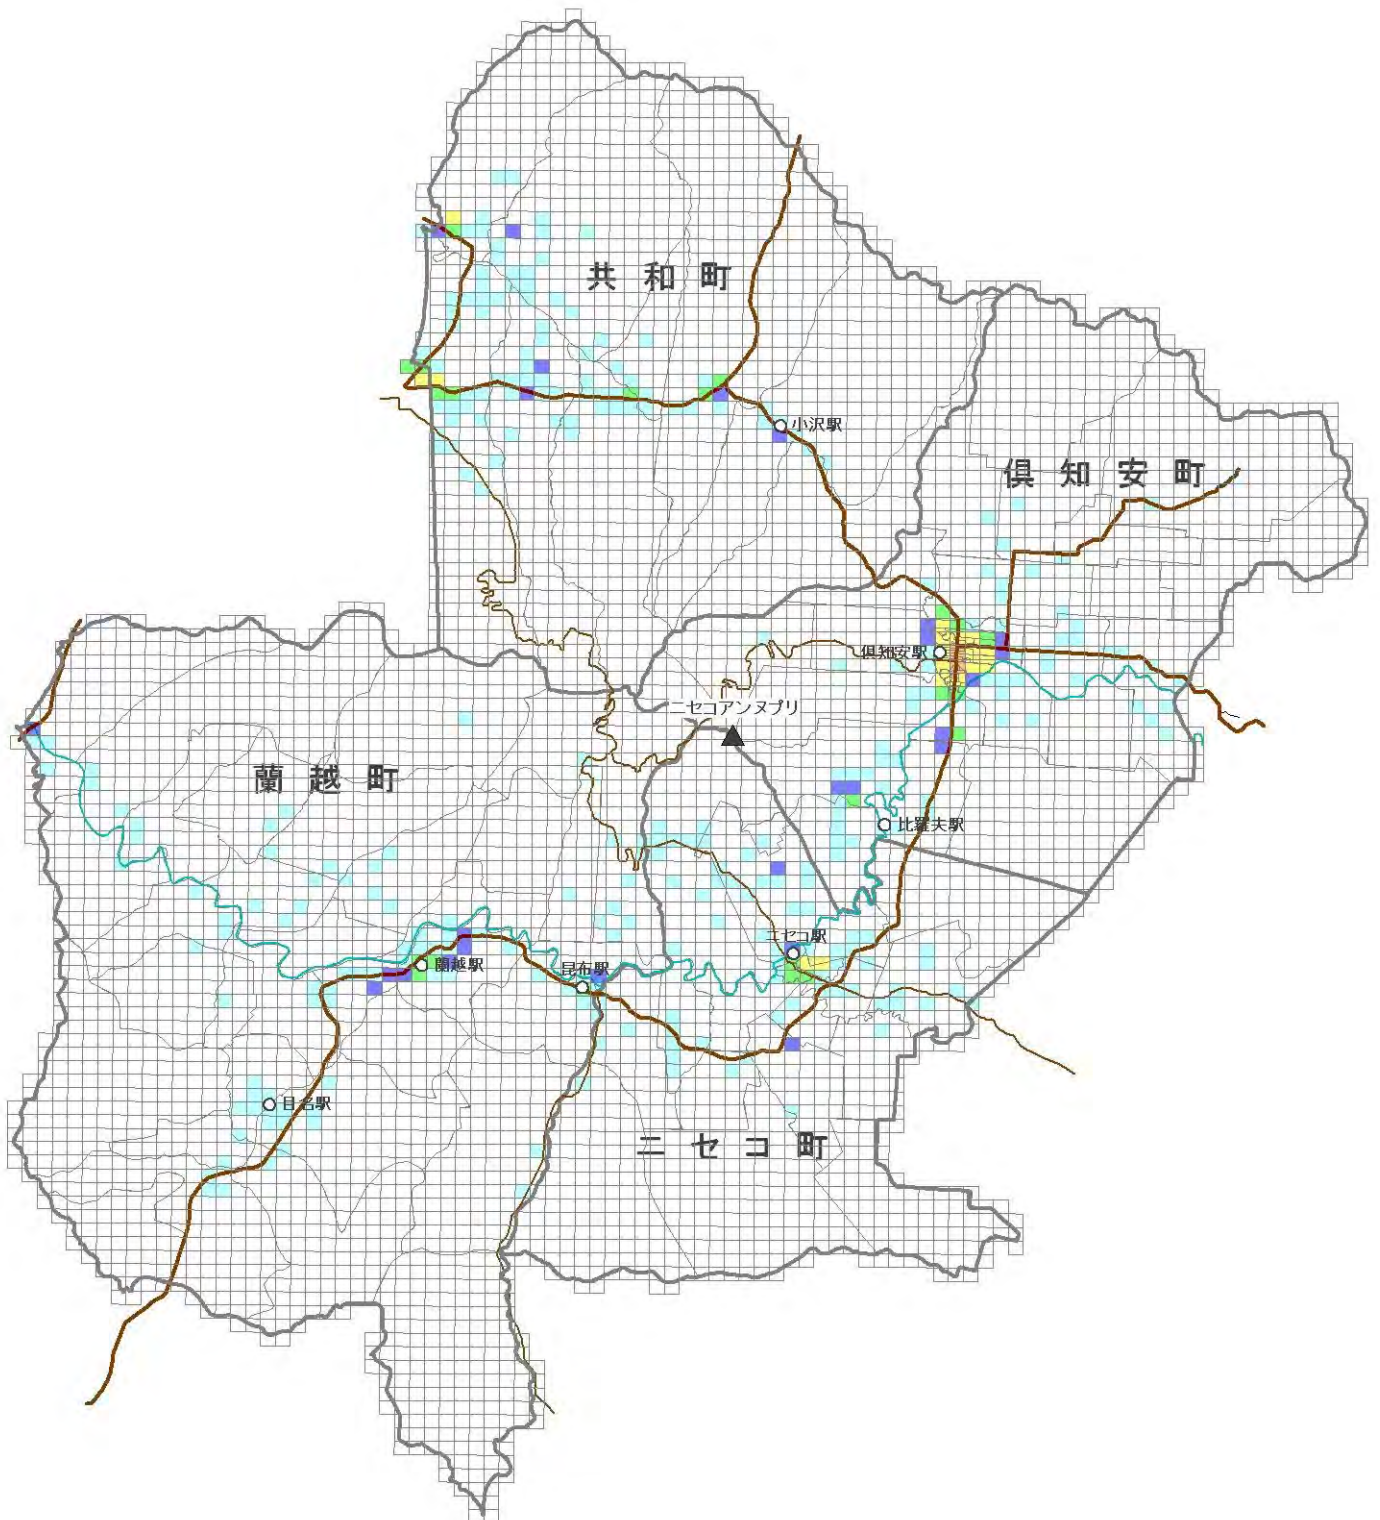 共和町
小沢駅
倶知安町
倶知安駅
ニセコアンヌプリ
蘭越町
比羅夫駅
ニセコ駅
蘭越駅
昆布駅
目名駅
ニセコ町